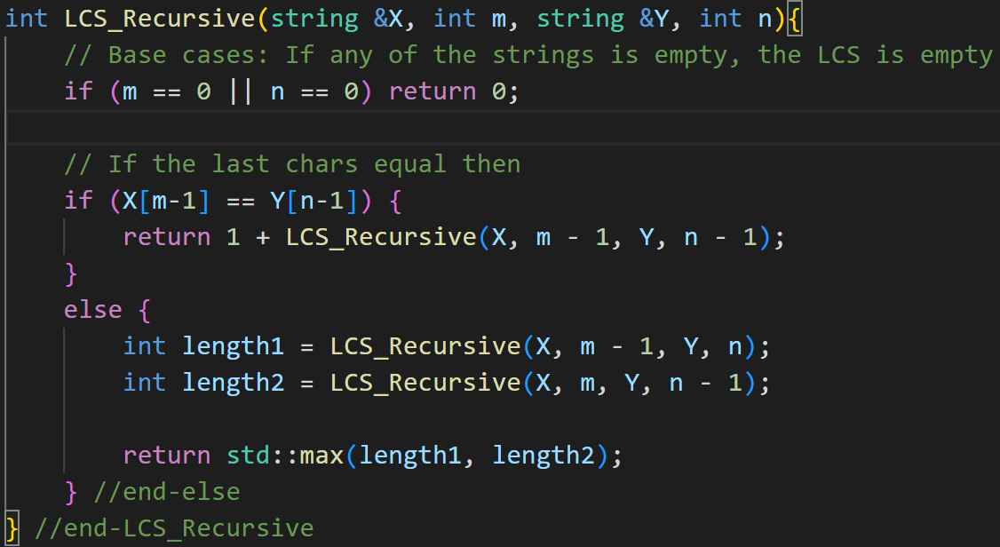 int LCS_Recursive(string &X, int m, string &Y, int n){
// Base cases: If any of the strings is empty, the LCS is empty
if (m == 0 || n == 0) return 0;
// If the last chars equal then
if (X[m-1] == Y[n-1]) {
return 1 + LCS_Recursive(X, m - 1, Y, n - 1);
}
else {
int length1 = LCS_Recursive(X, m - 1, Y, n);
int length2 = LCS_Recursive(X, m, Y, n - 1);
return std::max(length1, length2);
} //end-else
} //end-LCS_Recursive